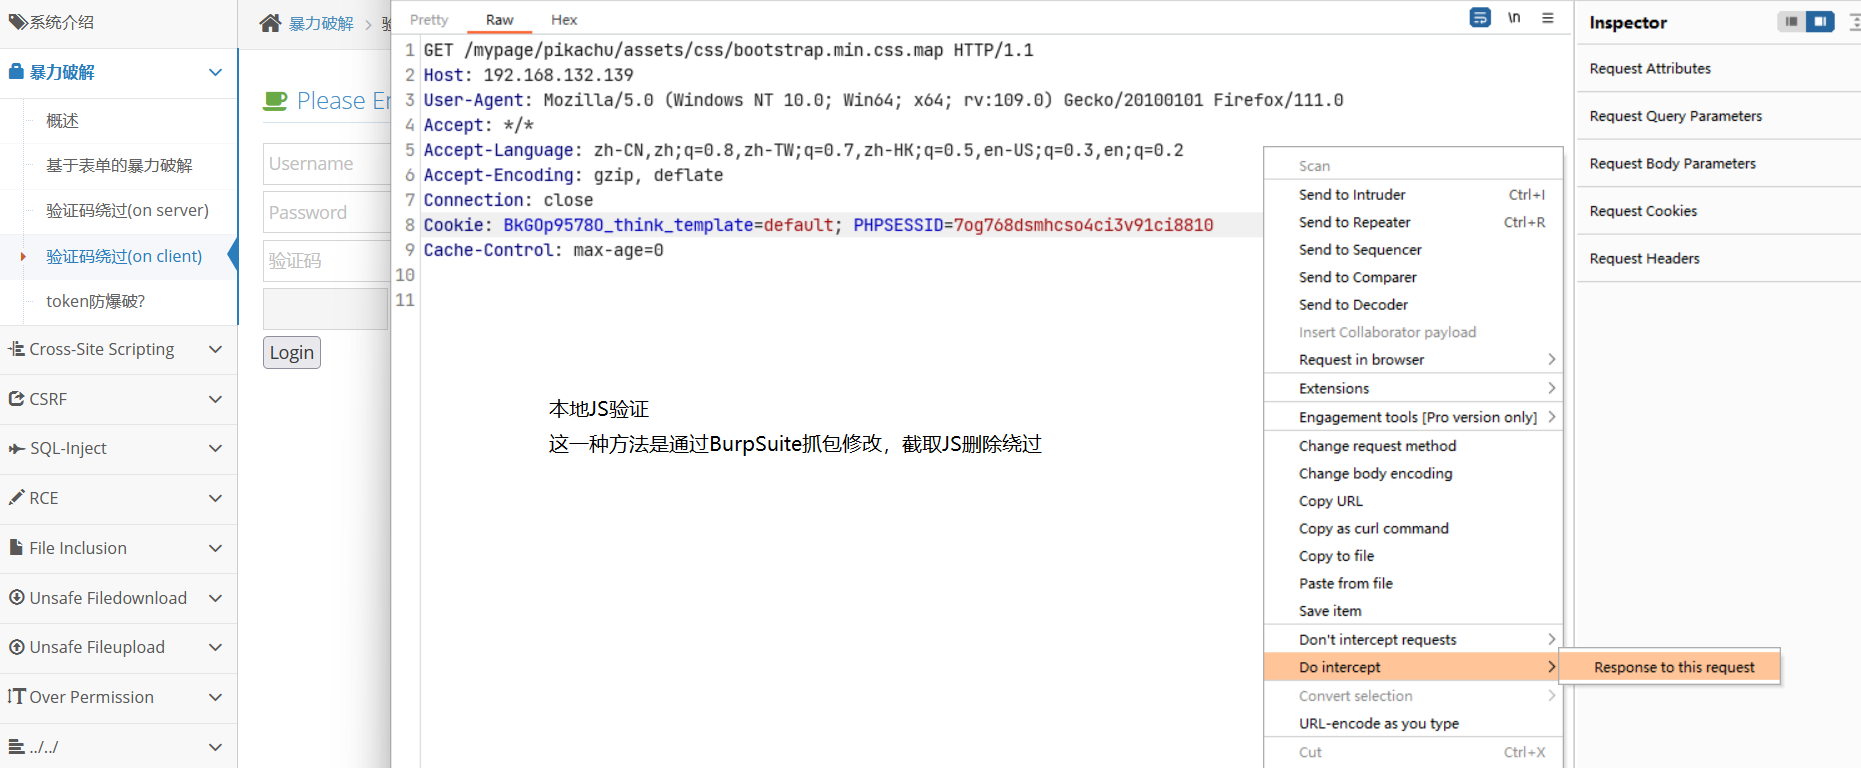 系统介绍
暴力破解
概述
基于表单的暴力破解
验证码绕过(on server)
验证码绕过(on client)
token防爆破?
Cross-Site Scripting
CSRF
SQL-Inject
RCE
File Inclusion
Unsafe Filedownload
Unsafe Fileupload
Over Permission
../../
暴力破解 >
Please Er
Username
Password
验证码
Login
Pretty Raw Hex
\n
1 GET /mypage/pikachu/assets/css/bootstrap.min.css.map HTTP/1.1
2 Host: 192.168.132.139
3 User-Agent: Mozilla/5.0 (Windows NT 10.0; Win64; x64; rv:109.0) Gecko/20100101 Firefox/111.0
4 Accept: */*
5 Accept-Language: zh-CN,zh;q=0.8,zh-TW;q=0.7,zh-HK;q=0.5,en-US;q=0.3,en;q=0.2
6 Accept-Encoding: gzip, deflate
7 Connection: close
8 Cookie: BkGOp9578O_think_template=default; PHPSESSID=7og768dsmhcso4ci3v91ci8810
9 Cache-Control: max-age=0
10
11
本地JS验证
这一种方法是通过BurpSuite抓包修改，截取JS删除绕过
Scan
Send to Intruder Ctrl+I
Send to Repeater Ctrl+R
Send to Sequencer
Send to Comparer
Send to Decoder
Insert Collaborator payload
Request in browser
Extensions
Engagement tools [Pro version only]
Change request method
Change body encoding
Copy URL
Copy as curl command
Copy to file
Paste from file
Save item
Don't intercept requests
Do intercept
Response to this request
Convert selection
URL-encode as you type
Cut Ctrl+X
Inspector
Request Attributes
Request Query Parameters
Request Body Parameters
Request Cookies
Request Headers